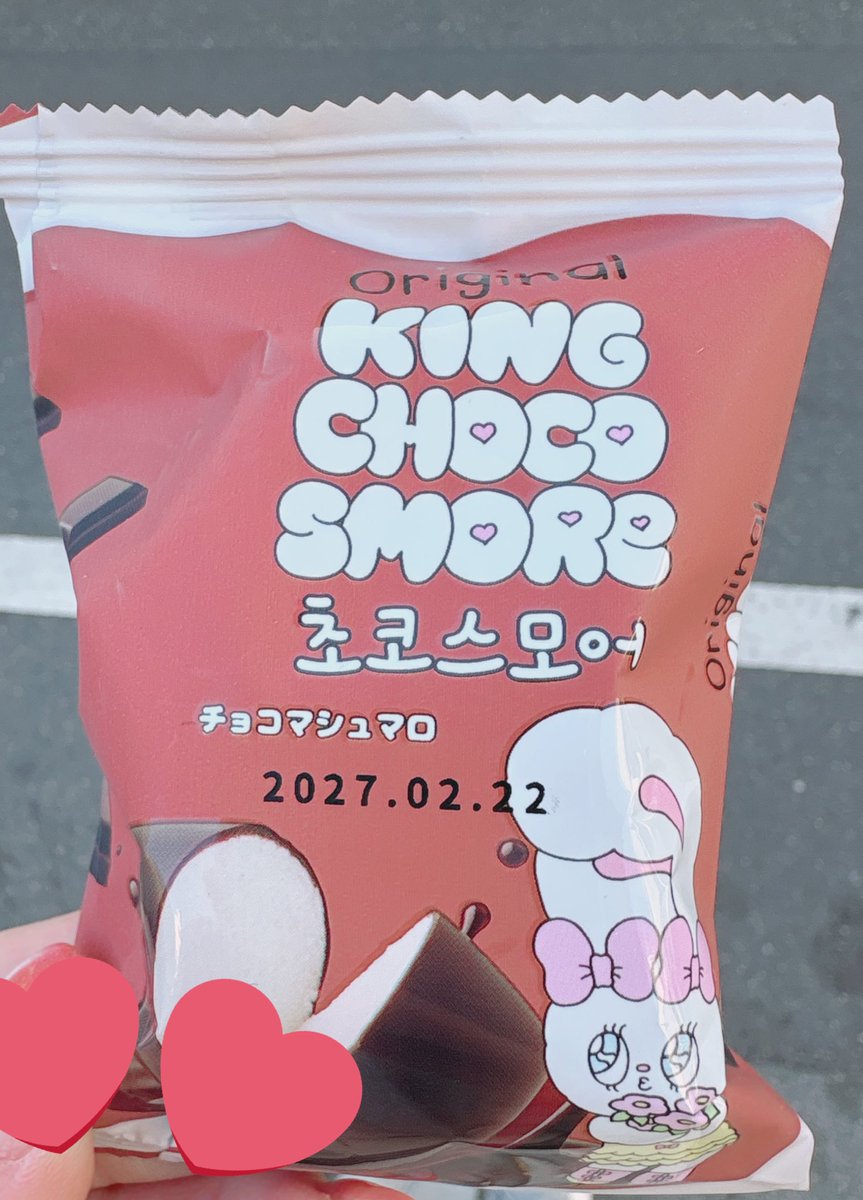 Original
KING
CHOCO
SMORe
초코스모어
チョコマシュマロ
2027.02.22
Original